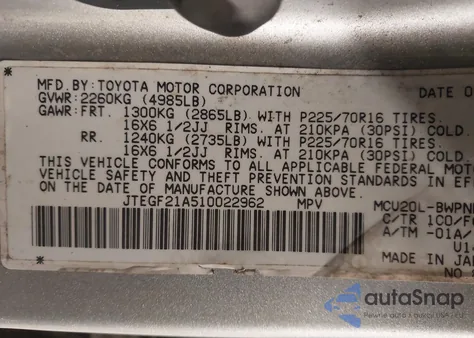 MFD.BY:TOYOTA MOTOR CORPORATION DATE O
GVWR:2260KG (4985LB)
GAWR:FRT. 1300KG (2865LB) WITH P225/70R16 TIRES.
16X6 1/2JJ RIMS. AT 210KPA (30PSI) COLD.
RR. 1240KG (2735LB) WITH P225/70R16 TIRES.
16X6 1/2JJ RIMS. AT 210KPA (30PSI) COLD.
THIS VEHICLE CONFORMS TO ALL APPLICABLE FEDERAL MOTO
VEHICLE SAFETY AND THEFT PREVENTION STANDARDS IN EF
ON THE DATE OF MANUFACTURE SHOWN ABOVE.
JTEGF21A510022962 MPV MCU20L-BWPN
C/TR 1C0/F
A/TM -01A/
U1
MADE IN JA
NO
autoSnap